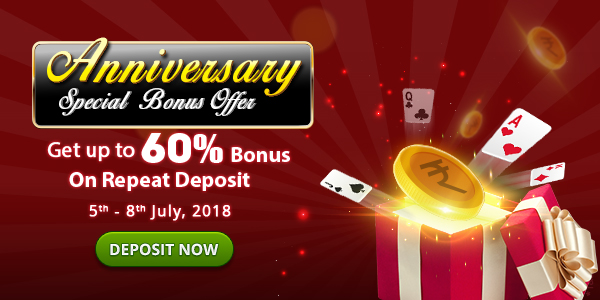 Anniversary
Special Bonus Offer
Get up to 60% Bonus
On Repeat Deposit
5th - 8th July, 2018
DEPOSIT NOW
Q
A
J
₹